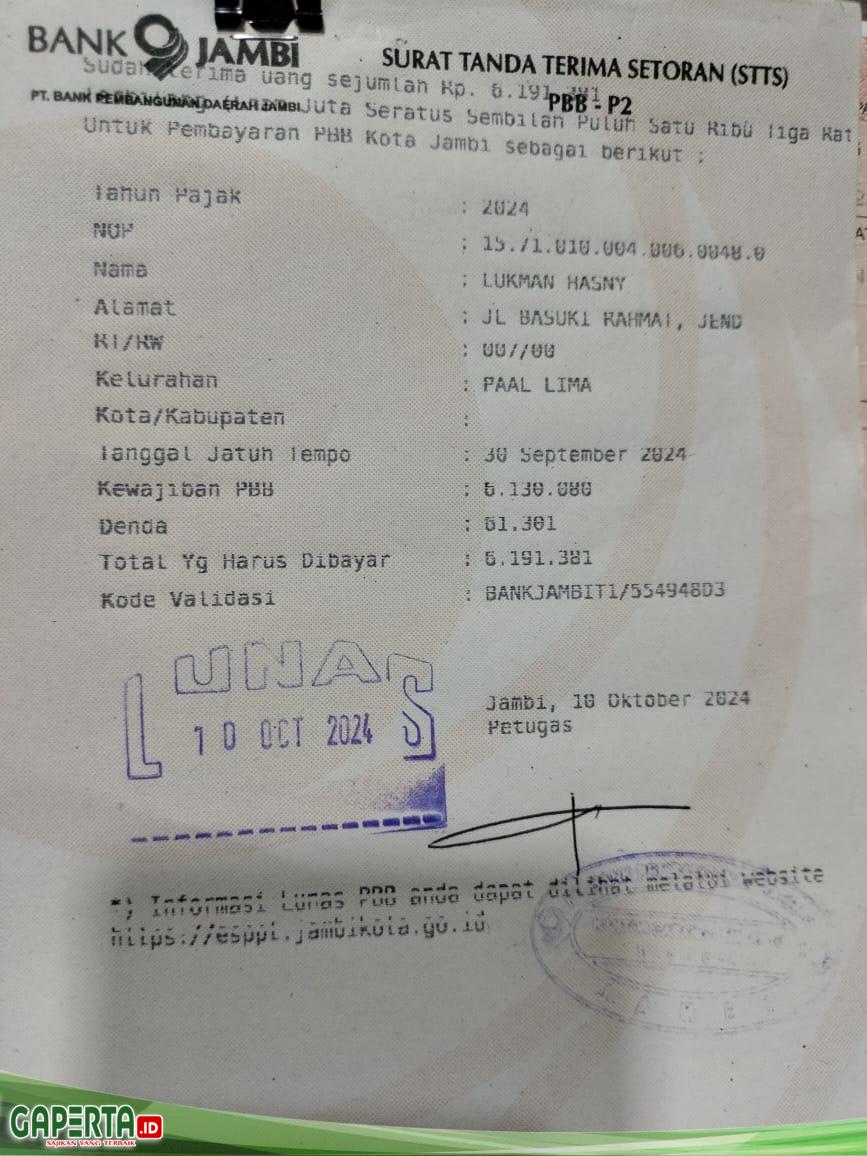 BANK 9 JAMBI
SURAT TANDA TERIMA SETORAN (STTS)
PT. BANK PEMBANGUNAN DAERAH JAMBI
PBB - P2
Sudah terima uang sejumlah Rp. 6.191.381
Juta Seratus Sembilan Puluh Satu Ribu Tiga Rat
Untuk Pembayaran PBB Kota Jambi sebagai berikut ;
Tahun Pajak : 2024
NOP : 15.71.010.004.006.0048.0
Nama : LUKMAN HASNY
Alamat : JL BASUKI RAHMAT, JEND
RT/RW : 007/00
Kelurahan : PAAL LIMA
Kota/Kabupaten :
Tanggal Jatuh Tempo : 30 September 2024
Kewajiban PBB : 6.130.080
Denda : 61.301
Total Yg Harus Dibayar : 6.191.381
Kode Validasi : BANKJAMBIT1/554948D3
LUNAS
10 OCT 2024
Jambi, 10 Oktober 2024
Petugas
*) Informasi Lunas PBB anda dapat dilihat melalui website
https://esppt.jambikota.go.id
JAMBI
GAPERTA.ID
SAJIKAN YANG TERBAIK